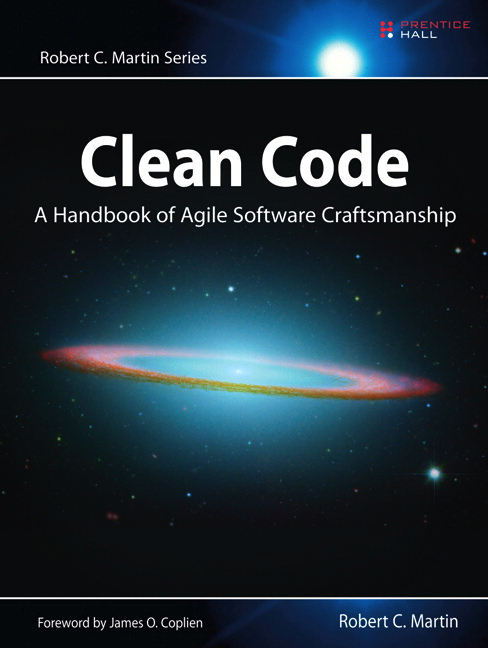 PRENTICE
HALL
Robert C. Martin Series
Clean Code
A Handbook of Agile Software Craftsmanship
Foreword by James O. Coplien
Robert C. Martin